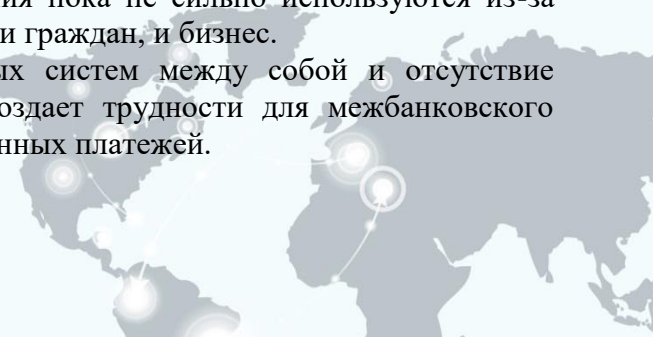 ия пока не сильно используются из-за
и граждан, и бизнес.
ых систем между собой и отсутствие
оздает трудности для межбанковского
нных платежей.